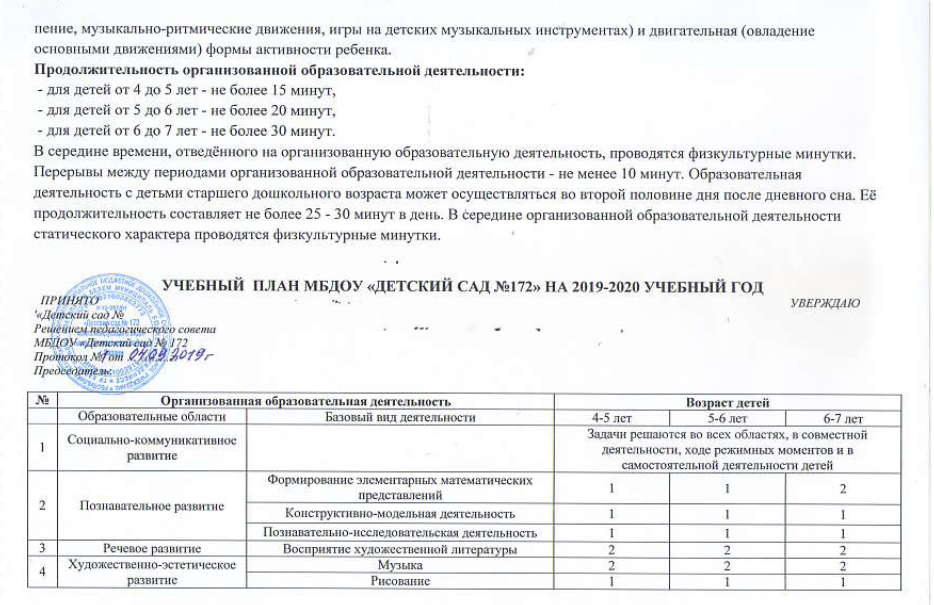 пение, музыкально-ритмические движения, игры на детских музыкальных инструментах) и двигательная (овладение
основными движениями) формы активности ребенка.
Продолжительность организованной образовательной деятельности:
- для детей от 4 до 5 лет - не более 15 минут,
- для детей от 5 до 6 лет - не более 20 минут,
- для детей от 6 до 7 лет - не более 30 минут.
В середине времени, отведённого на организованную образовательную деятельность, проводятся физкультурные минутки.
Перерывы между периодами организованной образовательной деятельности - не менее 10 минут. Образовательная
деятельность с детьми старшего дошкольного возраста может осуществляться во второй половине дня после дневного сна. Её
продолжительность составляет не более 25 - 30 минут в день. В середине организованной образовательной деятельности
статического характера проводятся физкультурные минутки.
УЧЕБНЫЙ ПЛАН МБДОУ «ДЕТСКИЙ САД №172» НА 2019-2020 УЧЕБНЫЙ ГОД
ПРИНЯТО УТВЕРЖДАЮ
«Детский сад №
Решением педагогического совета
МБДОУ «Детский сад № 172
Протокол №1 от 04.09.2019г
Председатель:
№ Организованная образовательная деятельность Возраст детей
Образовательные области Базовый вид деятельности 4-5 лет 5-6 лет 6-7 лет
1 Социально-коммуникативное развитие Задачи решаются во всех областях, в совместной
деятельности, ходе режимных моментов и в
самостоятельной деятельности детей
2 Познавательное развитие Формирование элементарных математических представлений 1 1 2
Конструктивно-модельная деятельность 1 1 1
Познавательно-исследовательская деятельность 1 1 1
3 Речевое развитие Восприятие художественной литературы 2 2 2
4 Художественно-эстетическое развитие Музыка 2 2 2
Рисование 1 1 1